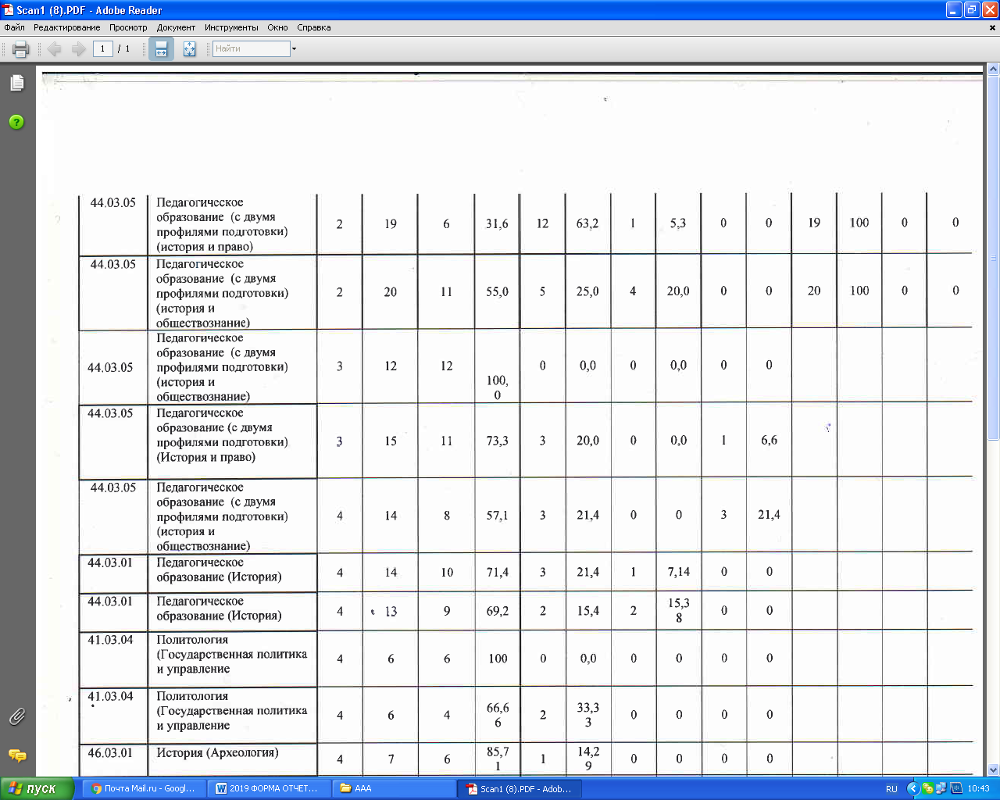 Scan1 (8).PDF - Adobe Reader
Файл Редактирование Просмотр Документ Инструменты Окно Справка
1 / 1 Найти
44.03.05 Педагогическое
образование (с двумя
профилями подготовки)
(история и право)
2 19 6 31,6 12 63,2 1 5,3 0 0 19 100 0 0
44.03.05 Педагогическое
образование (с двумя
профилями подготовки)
(история и
обществознание)
2 20 11 55,0 5 25,0 4 20,0 0 0 20 100 0 0
44.03.05 Педагогическое
образование (с двумя
профилями подготовки)
(история и
обществознание)
3 12 12 100,
0 0 0,0 0 0,0 0 0
44.03.05 Педагогическое
образование (с двумя
профилями подготовки)
(История и право)
3 15 11 73,3 3 20,0 0 0,0 1 6,6
44.03.05 Педагогическое
образование (с двумя
профилями подготовки)
(история и
обществознание)
4 14 8 57,1 3 21,4 0 0 3 21,4
44.03.01 Педагогическое
образование (История)
4 14 10 71,4 3 21,4 1 7,14 0 0
44.03.01 Педагогическое
образование (История)
4 13 9 69,2 2 15,4 2 15,3
8 0 0
41.03.04 Политология
(Государственная политика
и управление
4 6 6 100 0 0,0 0 0 0 0
41.03.04 Политология
(Государственная политика
и управление
4 6 4 66,6
6 2 33,3
3 0 0 0 0
46.03.01 История (Археология)
4 7 6 85,7
1 1 14,2
9 0 0 0 0
пуск Почта Mail.ru - Googl... 2019 ФОРМА ОТЧЕТ... ААА Scan1 (8).PDF - Adob... RU 10:43